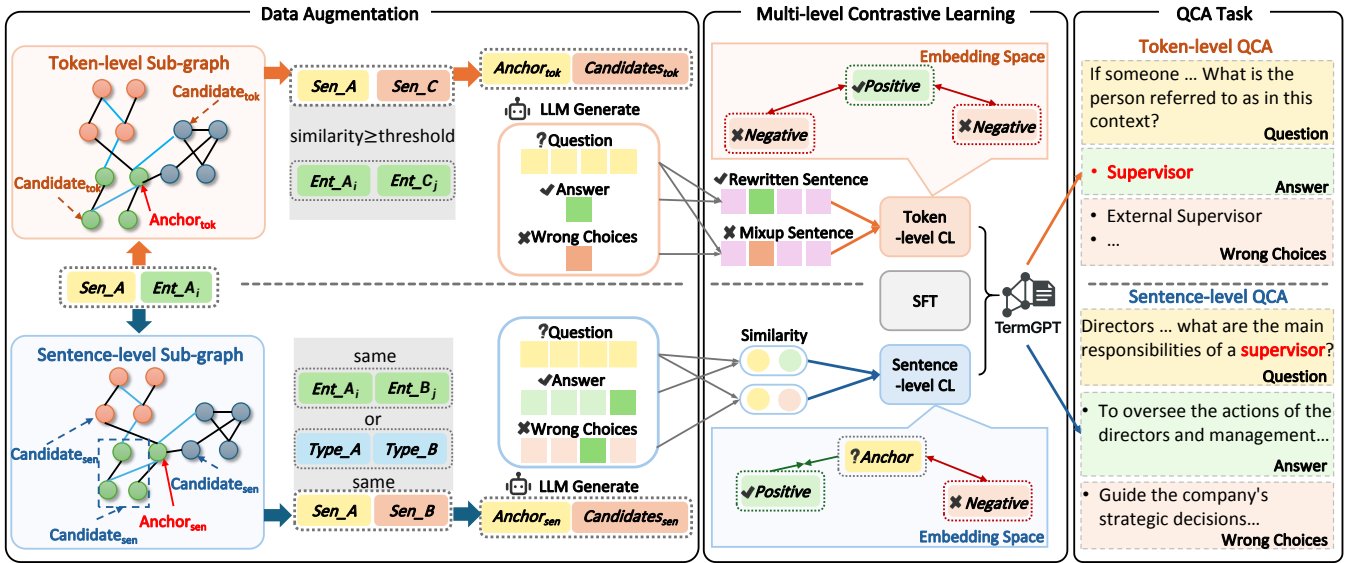 Data Augmentation
Token-level Sub-graph
Candidate_tok
Candidate_tok
Anchor_tok
Sen_A Ent_A_i
Sentence-level Sub-graph
Candidate_sen
Candidate_sen
Anchor_sen
Candidate_sen
Sen_A Sen_C
similarity≥threshold
Ent_A_i Ent_C_j
Anchor_tok Candidates_tok
LLM Generate
?Question
✔Answer
✖Wrong Choices
same
Ent_A_i Ent_B_j
or
Type_A Type_B
same
Sen_A Sen_B
?Question
✔Answer
✖Wrong Choices
LLM Generate
Anchor_sen Candidates_sen
Multi-level Contrastive Learning
Embedding Space
✔Positive
✖Negative
✖Negative
✔Rewritten Sentence
✖ Mixup Sentence
Token
-level CL
SFT
Similarity
Sentence
-level CL
TermGPT
?Anchor
✔Positive
✖ Negative
Embedding Space
QCA Task
Token-level QCA
If someone ... What is the
person referred to as in this
context?
Question
• Supervisor
Answer
• External Supervisor
• ...
Wrong Choices
Sentence-level QCA
Directors ... what are the main
responsibilities of a supervisor?
Question
• To oversee the actions of the
directors and management...
Answer
• Guide the company's
strategic decisions...
Wrong Choices